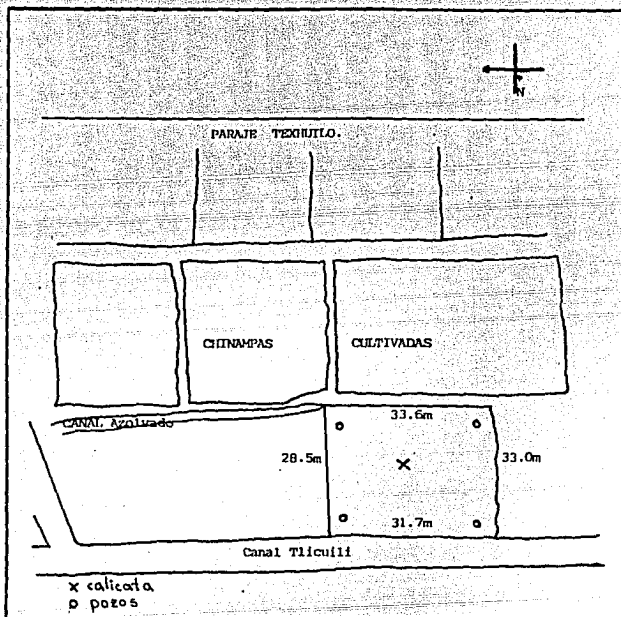 N
PARAJE TEXHUILO.
CHINAMPAS CULTIVADAS
CANAL Azolvado
33.6m
28.5m
33.0m
31.7m
Canal Tlicuili
x calicata
o pozos